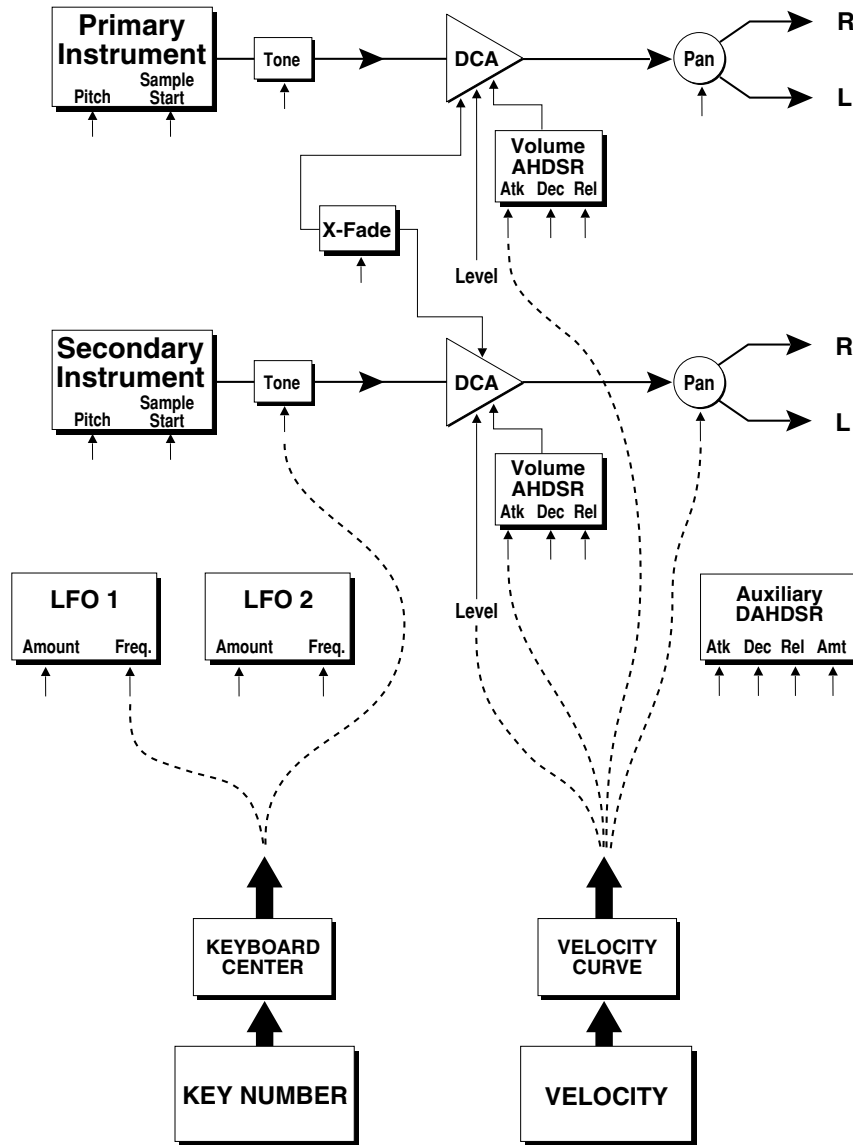 Primary
Instrument
Pitch
Sample
Start
Tone
DCA
Pan
R
L
Volume
AHDSR
Atk Dec Rel
X-Fade
Level
Secondary
Instrument
Pitch
Sample
Start
Tone
DCA
Pan
R
L
Volume
AHDSR
Atk Dec Rel
Level
LFO 1
Amount Freq.
LFO 2
Amount Freq.
Auxiliary
DAHDSR
Atk Dec Rel Amt
KEYBOARD
CENTER
VELOCITY
CURVE
KEY NUMBER
VELOCITY